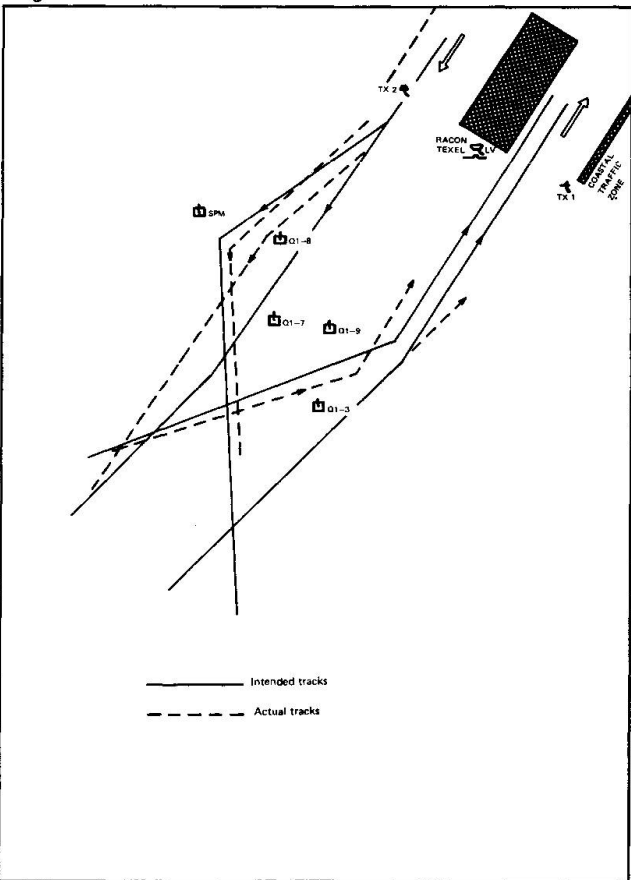 TX 2
RACON
TEXEL
LV
TX 1
COASTAL
TRAFFIC
ZONE
SPM
Q1-8
Q1-7
Q1-9
Q1-3
Intended tracks
Actual tracks